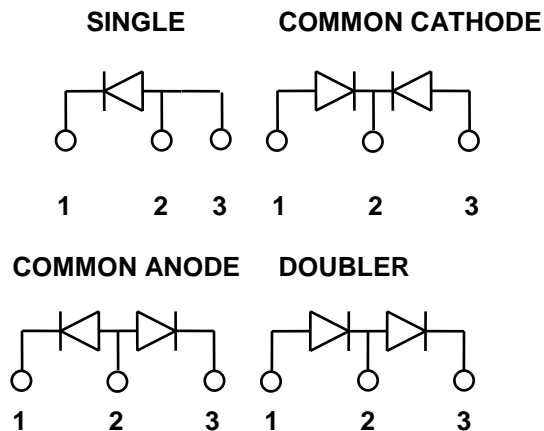 SINGLE COMMON CATHODE
1 2 3 1 2 3
COMMON ANODE DOUBLER
1 2 3 1 2 3